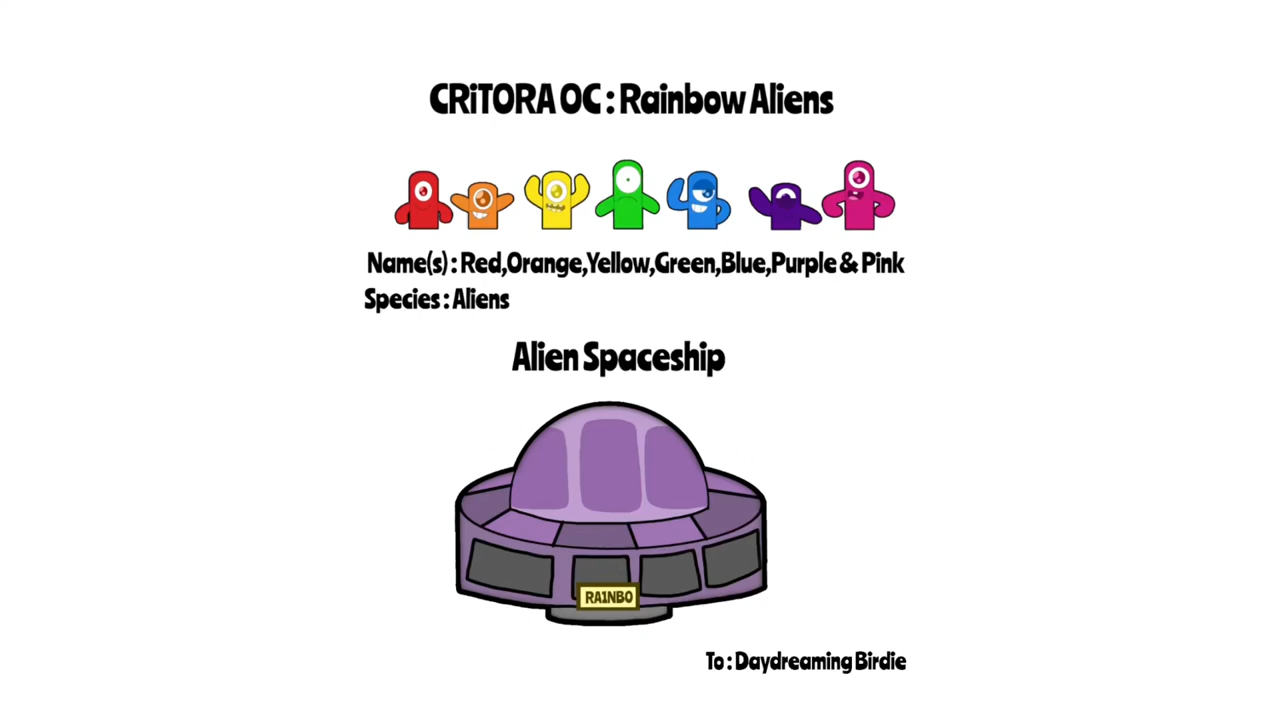 CRiTORA OC : Rainbow Aliens
Name(s) : Red,Orange,Yellow,Green,Blue,Purple & Pink
Species : Aliens
Alien Spaceship
RA1NBO
To : Daydreaming Birdie